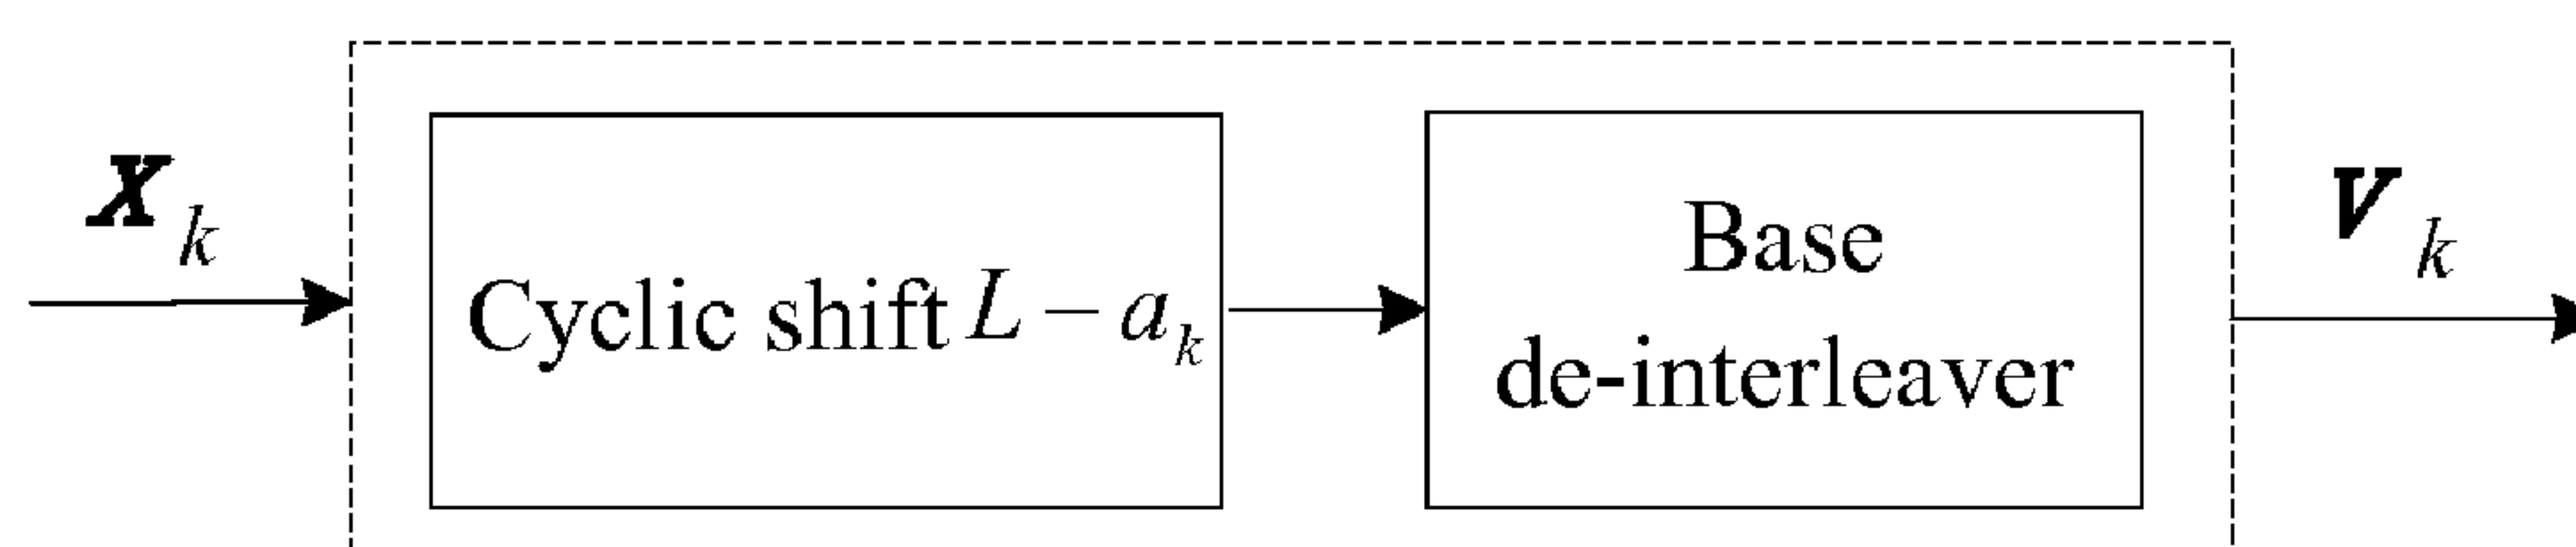 X_k
Cyclic shift L − a_k
Base
de-interleaver
V_k